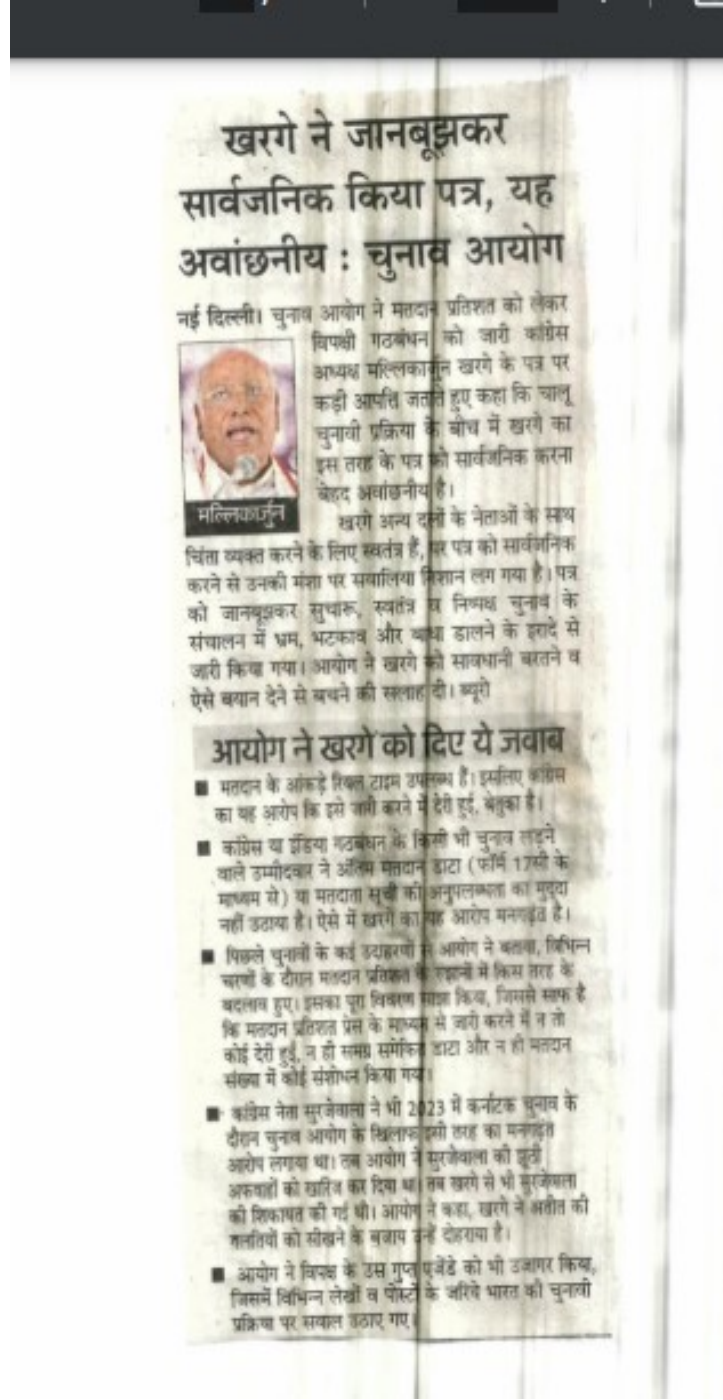 खरगे ने जानबूझकर
सार्वजनिक किया पत्र, यह
अवांछनीय : चुनाव आयोग
नई दिल्ली। चुनाव आयोग ने मतदान प्रतिशत को लेकर
विपक्षी गठबंधन को जारी कांग्रेस
अध्यक्ष मल्लिकार्जुन खरगे के पत्र पर
कड़ी आपत्ति जताते हुए कहा कि चालू
चुनावी प्रक्रिया के बीच में खरगे का
इस तरह के पत्र को सार्वजनिक करना
बेहद अवांछनीय है।
मल्लिकार्जुन
खरगे अन्य दलों के नेताओं के साथ
चिंता व्यक्त करने के लिए स्वतंत्र हैं, पर पत्र को सार्वजनिक
करने से उनकी मंशा पर सवालिया निशान लग गया है। पत्र
को जानबूझकर सुचारू, स्वतंत्र व निष्पक्ष चुनाव के
संचालन में भ्रम, भटकाव और बाधा डालने के इरादे से
जारी किया गया। आयोग ने खरगे को सावधानी बरतने व
ऐसे बयान देने से बचने की सलाह दी। ब्यूरो
आयोग ने खरगे को दिए ये जवाब
■ मतदान के आंकड़े रियल टाइम उपलब्ध हैं। इसलिए कांग्रेस
का यह आरोप कि इसे जारी करने में देरी हुई, बेतुका है।
■ कांग्रेस या इंडिया गठबंधन के किसी भी चुनाव लड़ने
वाले उम्मीदवार ने अंतिम मतदान डाटा (फॉर्म 17सी के
माध्यम से) या मतदाता सूची की अनुपलब्धता का मुद्दा
नहीं उठाया है। ऐसे में खरगे का यह आरोप मनगढ़ंत है।
■ पिछले चुनावों के कई उदाहरणों से आयोग ने बताया, विभिन्न
चरणों के दौरान मतदान प्रतिशत के रुझानों में किस तरह के
बदलाव हुए। इसका पूरा विवरण साझा किया, जिससे साफ है
कि मतदान प्रतिशत प्रेस के माध्यम से जारी करने में न तो
कोई देरी हुई, न ही समग्र समेकित डाटा और न ही मतदान
संख्या में कोई संशोधन किया गया।
■ कांग्रेस नेता सुरजेवाला ने भी 2023 में कर्नाटक चुनाव के
दौरान चुनाव आयोग के खिलाफ इसी तरह का मनगढ़ंत
आरोप लगाया था। तब आयोग ने सुरजेवाला की झूठी
अफवाहों को खारिज कर दिया था। तब खरगे से भी सुरजेवाला
की शिकायत की गई थी। आयोग ने कहा, खरगे ने अतीत की
गलतियों को सीखने के बजाय उन्हें दोहराया है।
■ आयोग ने विपक्ष के उस गुप्त एजेंडे को भी उजागर किया,
जिसमें विभिन्न लेखों व पोस्टों के जरिये भारत की चुनावी
प्रक्रिया पर सवाल उठाए गए।